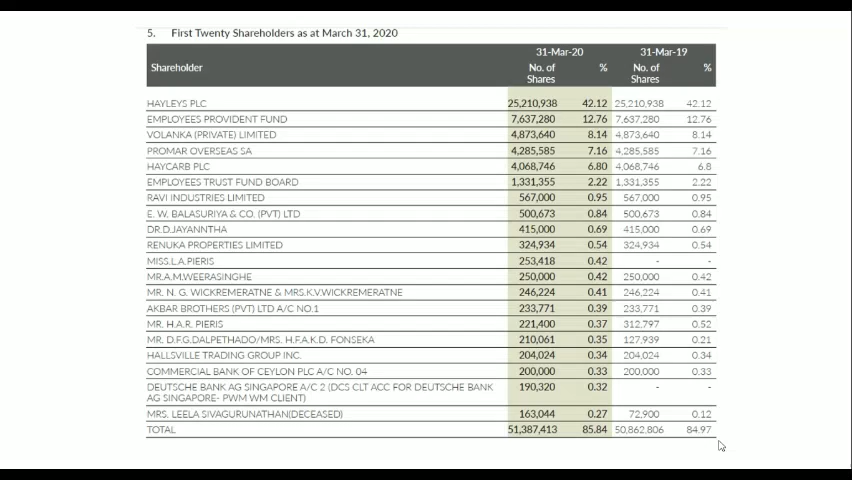 5. First Twenty Shareholders as at March 31, 2020
31-Mar-20 31-Mar-19
Shareholder No. of Shares % No. of Shares %
HAYLEYS PLC 25,210,938 42.12 25,210,938 42.12
EMPLOYEES PROVIDENT FUND 7,637,280 12.76 7,637,280 12.76
VOLANKA (PRIVATE) LIMITED 4,873,640 8.14 4,873,640 8.14
PROMAR OVERSEAS SA 4,285,585 7.16 4,285,585 7.16
HAYCARB PLC 4,068,746 6.80 4,068,746 6.8
EMPLOYEES TRUST FUND BOARD 1,331,355 2.22 1,331,355 2.22
RAVI INDUSTRIES LIMITED 567,000 0.95 567,000 0.95
E. W. BALASURIYA & CO. (PVT) LTD 500,673 0.84 500,673 0.84
DR.D.JAYANNTHA 415,000 0.69 415,000 0.69
RENUKA PROPERTIES LIMITED 324,934 0.54 324,934 0.54
MISS.L.A.PIERIS 253,418 0.42 - -
MR.A.M.WEERASINGHE 250,000 0.42 250,000 0.42
MR. N. G. WICKREMERATNE & MRS.K.V.WICKREMERATNE 246,224 0.41 246,224 0.41
AKBAR BROTHERS (PVT) LTD A/C NO.1 233,771 0.39 233,771 0.39
MR. H.A.R. PIERIS 221,400 0.37 312,797 0.52
MR. D.F.G.DALPETHADO/MRS. H.F.A.K.D. FONSEKA 210,061 0.35 127,939 0.21
HALLSVILLE TRADING GROUP INC. 204,024 0.34 204,024 0.34
COMMERCIAL BANK OF CEYLON PLC A/C NO. 04 200,000 0.33 200,000 0.33
DEUTSCHE BANK AG SINGAPORE A/C 2 (DCS CLT ACC FOR DEUTSCHE BANK 190,320 0.32 - -
AG SINGAPORE- PWM WM CLIENT)
MRS. LEELA SIVAGURUNATHAN(DECEASED) 163,044 0.27 72,900 0.12
TOTAL 51,387,413 85.84 50,862,806 84.97